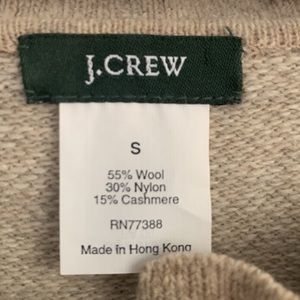 J.CREW
S
55% Wool
30% Nylon
15% Cashmere
RN77388
Made in Hong Kong